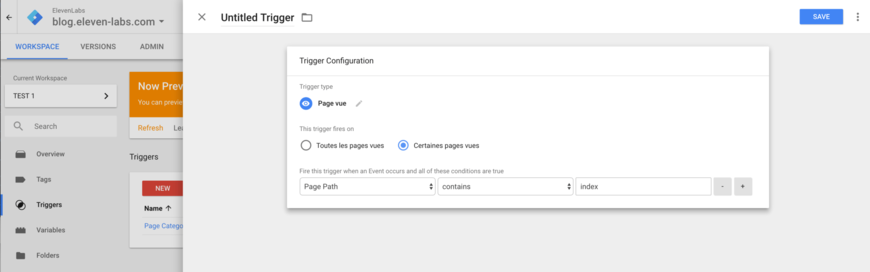 ElevenLabs
blog.eleven-labs.com
WORKSPACE VERSIONS ADMIN
Current Workspace
TEST 1
Search
Overview
Tags
Triggers
Variables
Folders
Now Prev
You can previe
Refresh Lea
Triggers
NEW
Name
Page Catego
Untitled Trigger
SAVE
Trigger Configuration
Trigger type
Page vue
This trigger fires on
Toutes les pages vues Certaines pages vues
Fire this trigger when an Event occurs and all of these conditions are true
Page Path contains index - +